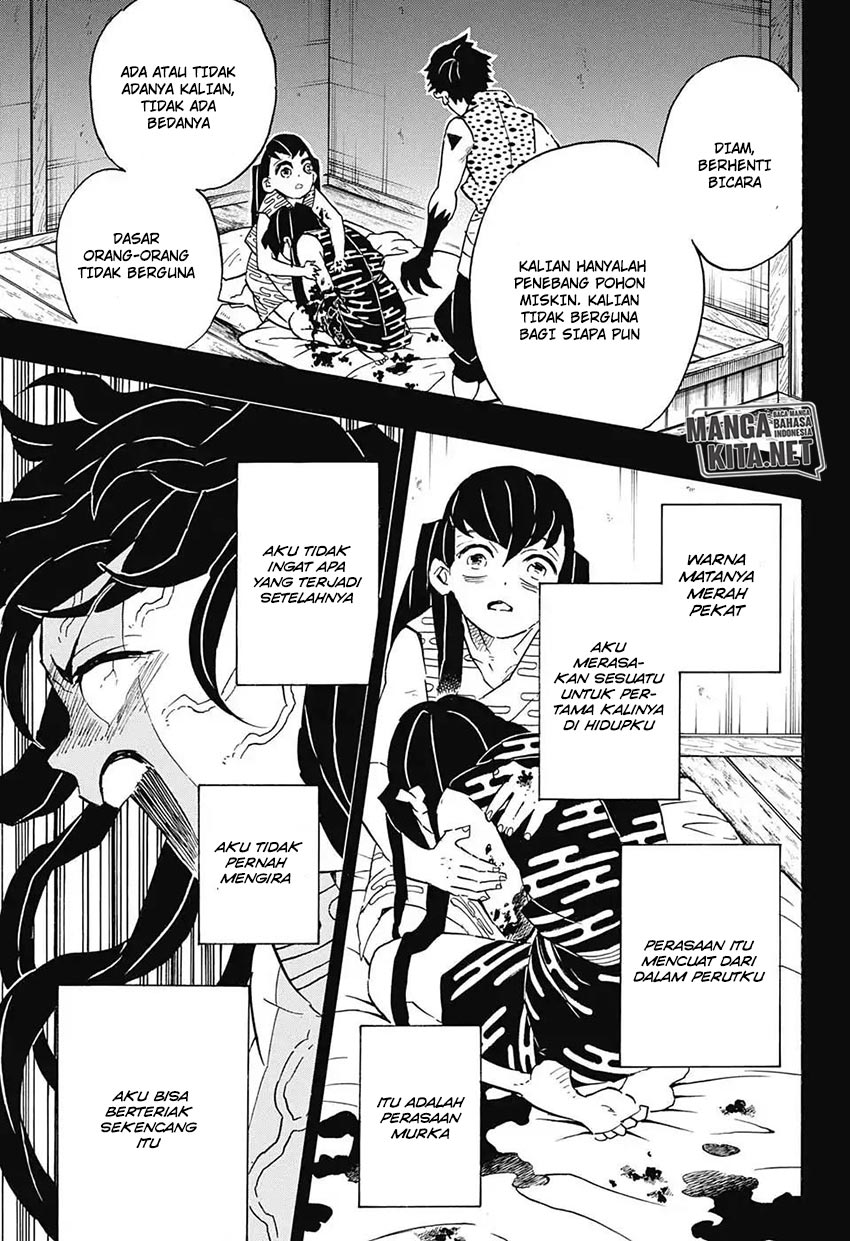 DIAM,
BERHENTI
BICARA
KALIAN HANYALAH
PENEBANG POHON
MISKIN. KALIAN
TIDAK BERGUNA
BAGI SIAPA PUN
ADA ATAU TIDAK
ADANYA KALIAN,
TIDAK ADA
BEDANYA
DASAR
ORANG-ORANG
TIDAK BERGUNA
MANGA
KITA.NET
BACA MANGA
BAHASA
INDONESIA
WARNA
MATANYA
MERAH
PEKAT
AKU
MERASA-
KAN SESUATU
UNTUK PER-
TAMA KALINYA
DI HIDUPKU
PERASAAN ITU
MENCUAT DARI
DALAM PERUTKU
ITU ADALAH
PERASAAN
MURKA
AKU TIDAK
INGAT APA
YANG TERJADI
SETELAHNYA
AKU TIDAK
PERNAH
MENGIRA
AKU BISA
BERTERIAK
SEKENCANG
ITU